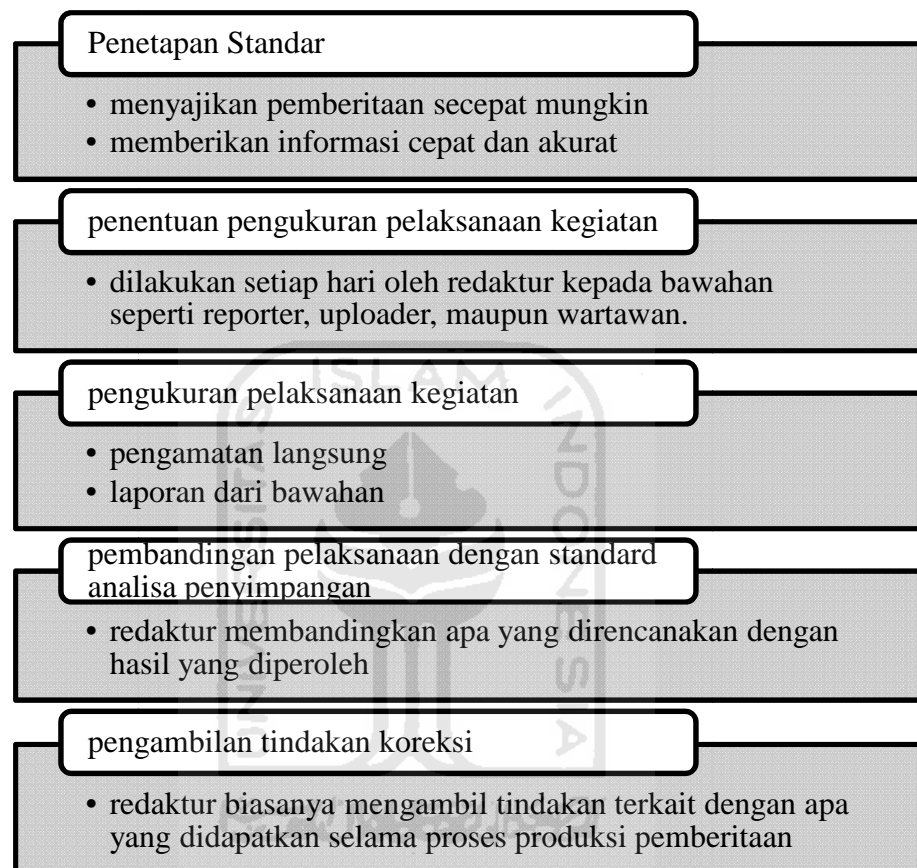 Penetapan Standar
• menyajikan pemberitaan secepat mungkin
• memberikan informasi cepat dan akurat
penentuan pengukuran pelaksanaan kegiatan
• dilakukan setiap hari oleh redaktur kepada bawahan
seperti reporter, uploader, maupun wartawan.
pengukuran pelaksanaan kegiatan
• pengamatan langsung
• laporan dari bawahan
pembandingan pelaksanaan dengan standard
analisa penyimpangan
• redaktur membandingkan apa yang direncanakan dengan
hasil yang diperoleh
pengambilan tindakan koreksi
• redaktur biasanya mengambil tindakan terkait dengan apa
yang didapatkan selama proses produksi pemberitaan
UNIVERSITAS
ISLAM
INDONESIA